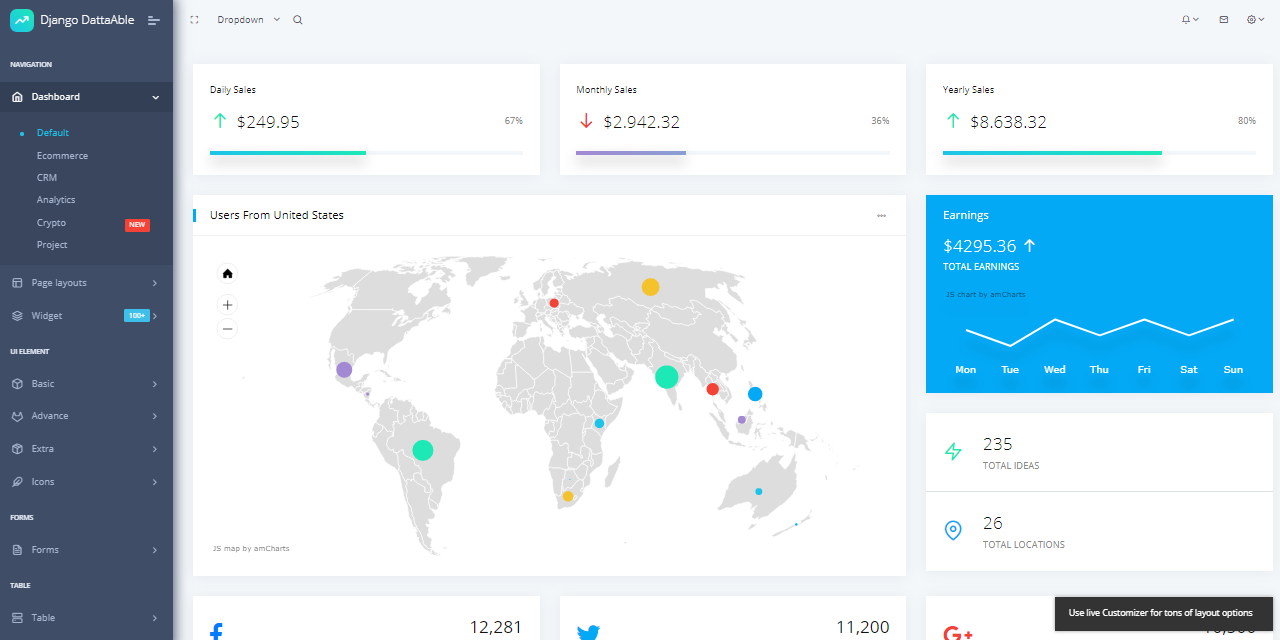 Django DattaAble
NAVIGATION
Dashboard
Default
Ecommerce
CRM
Analytics
Crypto NEW
Project
Page layouts
Widget 100+
UI ELEMENT
Basic
Advance
Extra
Icons
FORMS
Forms
TABLE
Table
Dropdown
Daily Sales
$249.95 67%
Monthly Sales
$2.942.32 36%
Yearly Sales
$8.638.32 80%
Users From United States
JS map by amCharts
Earnings
$4295.36
TOTAL EARNINGS
JS chart by amCharts
Mon Tue Wed Thu Fri Sat Sun
235
TOTAL IDEAS
26
TOTAL LOCATIONS
12,281
11,200
G+
Use live Customizer for tons of layout options